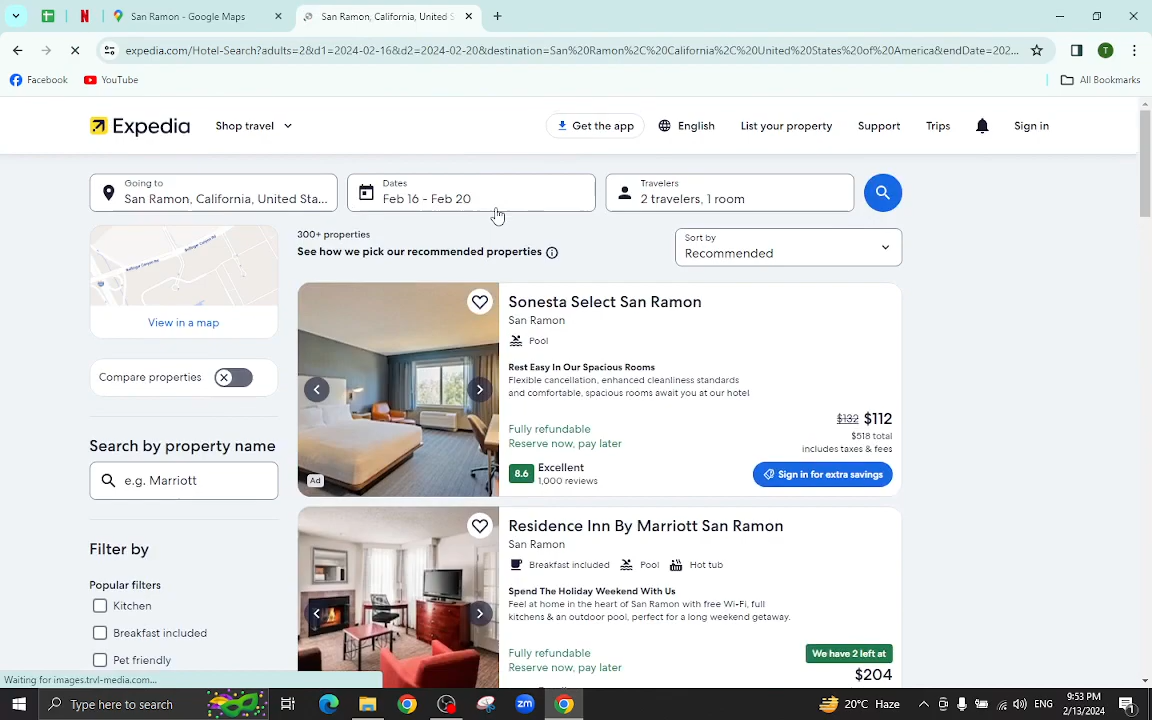 San Ramon - Google Maps
San Ramon, California, United S
expedia.com/Hotel-Search?adults=2&d1=2024-02-16&d2=2024-02-20&destination=San%20Ramon%2C%20California%2C%20United%20States%20of%20America&endDate=202...
T
Facebook
YouTube
All Bookmarks
Expedia
Shop travel
Get the app
English
List your property
Support
Trips
Sign in
Going to
San Ramon, California, United Sta...
Dates
Feb 16 - Feb 20
Travelers
2 travelers, 1 room
300+ properties
See how we pick our recommended properties
Sort by
Recommended
View in a map
Compare properties
Search by property name
e.g. Marriott
Filter by
Popular filters
Kitchen
Breakfast included
Pet friendly
Ad
Sonesta Select San Ramon
San Ramon
Pool
Rest Easy In Our Spacious Rooms
Flexible cancellation, enhanced cleanliness standards
and comfortable, spacious rooms await you at our hotel
Fully refundable
Reserve now, pay later
8.6 Excellent
1,000 reviews
$132 $112
$518 total
includes taxes & fees
Sign in for extra savings
Residence Inn By Marriott San Ramon
San Ramon
Breakfast included Pool Hot tub
Spend The Holiday Weekend With Us
Feel at home in the heart of San Ramon with free Wi-Fi, full
kitchens & an outdoor pool, perfect for a long weekend getaway.
Fully refundable
Reserve now, pay later
We have 2 left at
$204
Waiting for images.trvl-media.com...
Type here to search
zm
20°C Haze
ENG
9:53 PM
2/13/2024
1